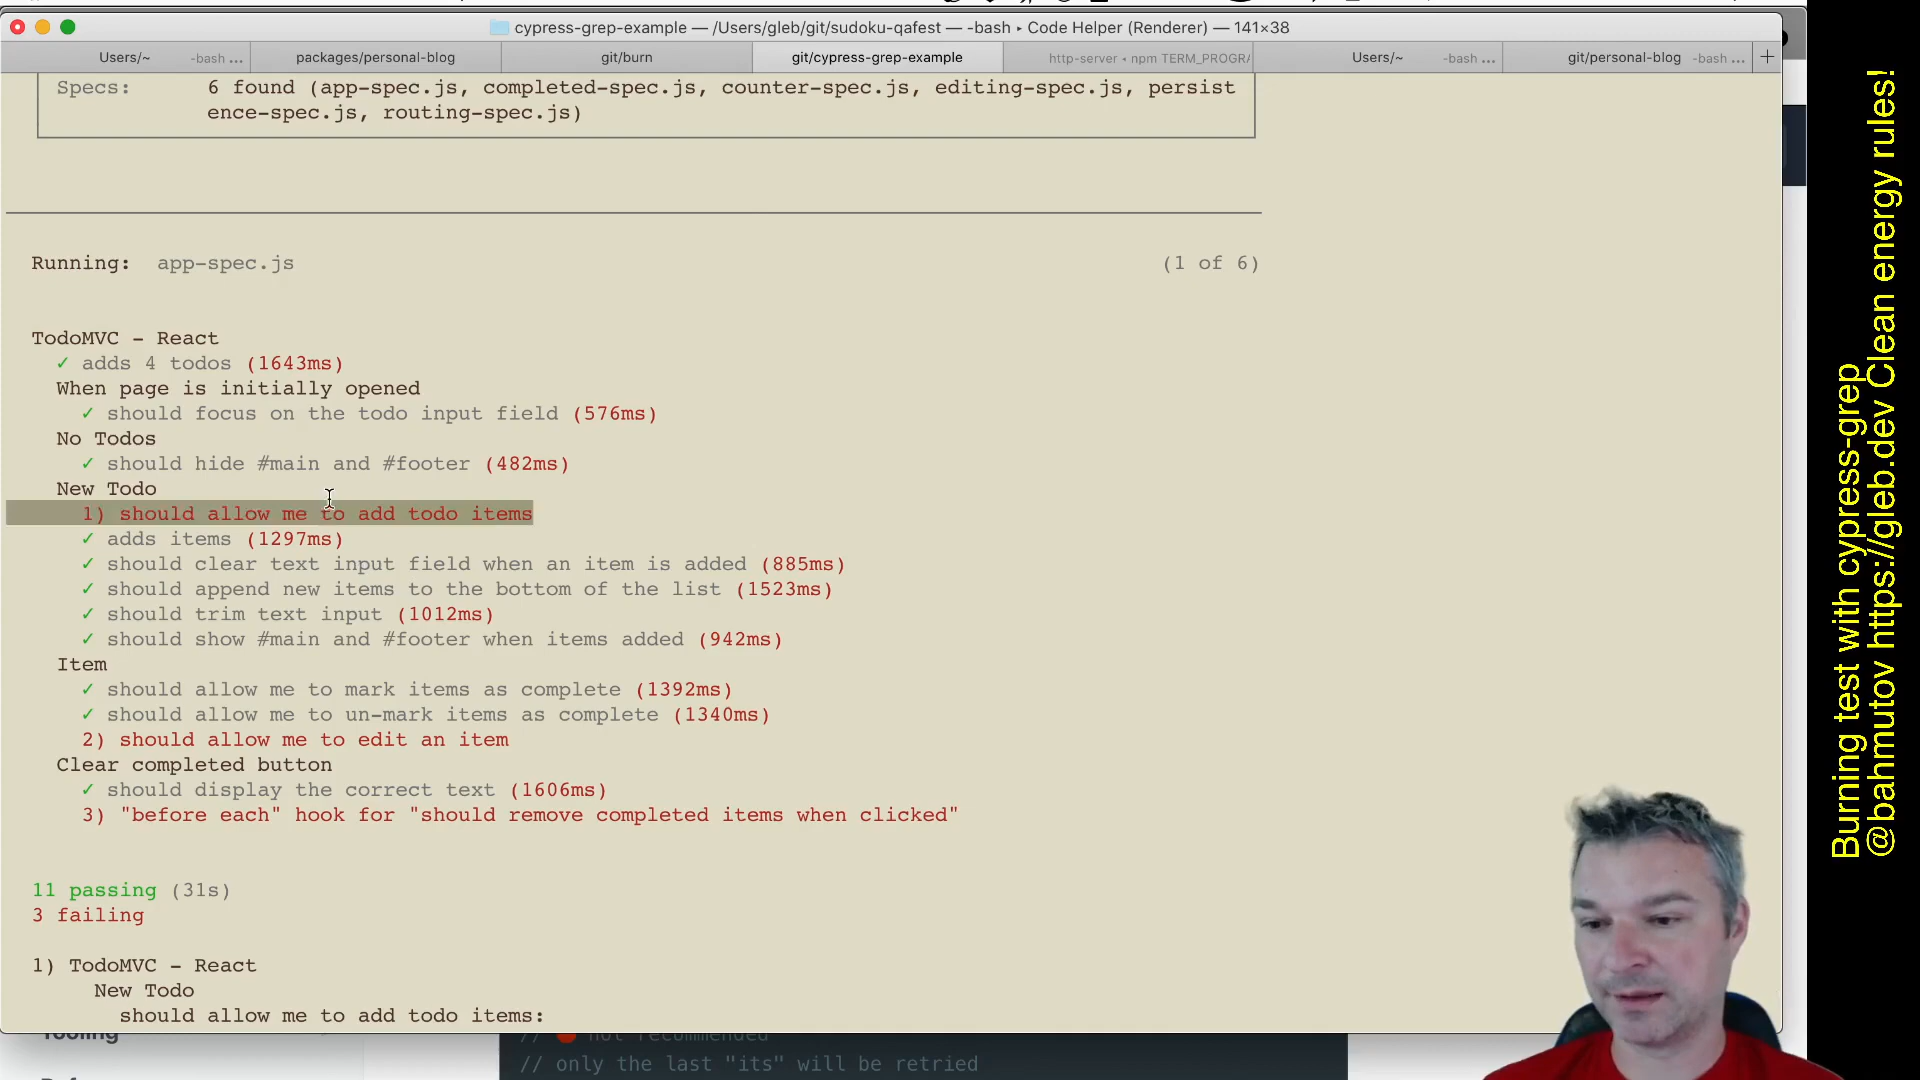 cypress-grep-example — /Users/gleb/git/sudoku-qafest — -bash ▸ Code Helper (Renderer) — 141×38
Users/~ -bash ... packages/personal-blog git/burn git/cypress-grep-example http-server ◂ npm TERM_PROGRA Users/~ -bash ... git/personal-blog -bash ... +
Specs: 6 found (app-spec.js, completed-spec.js, counter-spec.js, editing-spec.js, persist
ence-spec.js, routing-spec.js)
Running: app-spec.js (1 of 6)
TodoMVC - React
✓ adds 4 todos (1643ms)
When page is initially opened
✓ should focus on the todo input field (576ms)
No Todos
✓ should hide #main and #footer (482ms)
New Todo
1) should allow me to add todo items
✓ adds items (1297ms)
✓ should clear text input field when an item is added (885ms)
✓ should append new items to the bottom of the list (1523ms)
✓ should trim text input (1012ms)
✓ should show #main and #footer when items added (942ms)
Item
✓ should allow me to mark items as complete (1392ms)
✓ should allow me to un-mark items as complete (1340ms)
2) should allow me to edit an item
Clear completed button
✓ should display the correct text (1606ms)
3) "before each" hook for "should remove completed items when clicked"
11 passing (31s)
3 failing
1) TodoMVC - React
New Todo
should allow me to add todo items:
Tooling
// not recommended
// only the last "its" will be retried
Burning test with cypress-grep
@bahmutov https://gleb.dev Clean energy rules!